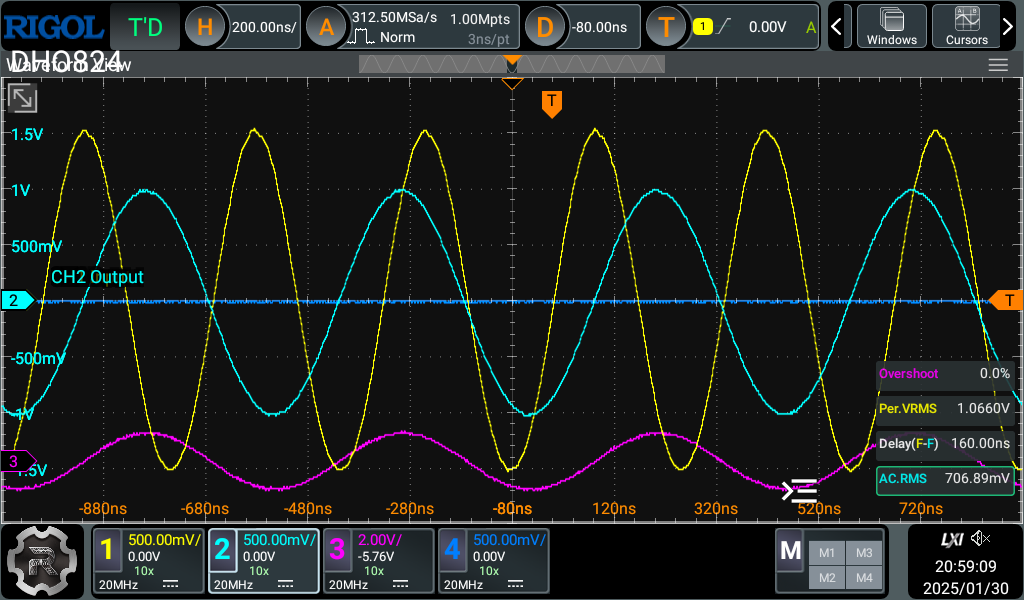 RIGOL T'D H 200.00ns/ A 312.50MSa/s 1.00Mpts Norm 3ns/pt D -80.00ns T 1 0.00V A Windows Cursors
DHO824
Waveform View
T
1.5V
1V
500mV
CH2 Output
2
T
-500mV
-1V
3
1.5V
Overshoot 0.0%
Per.VRMS 1.0660V
Delay(F-F) 160.00ns
AC.RMS 706.89mV
-880ns -680ns -480ns -280ns -80ns 120ns 320ns 520ns 720ns
1 500.00mV/ 0.00V 10x 20MHz
2 500.00mV/ 0.00V 10x 20MHz
3 2.00V/ -5.76V 10x 20MHz
4 500.00mV/ 0.00V 10x 20MHz
M M1 M3 M2 M4
LXI
20:59:09
2025/01/30